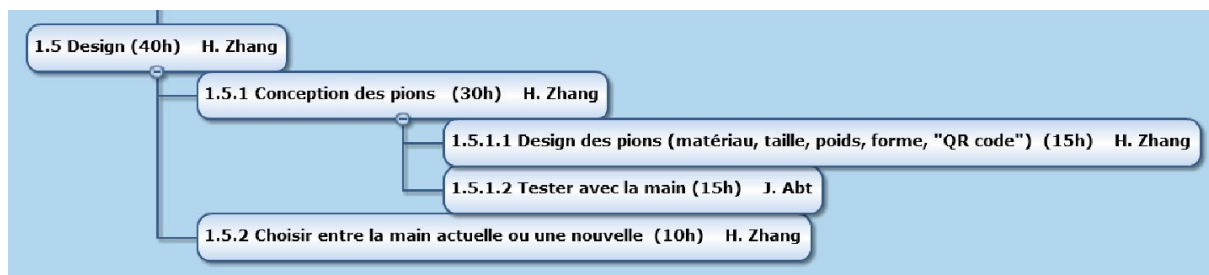 1.5 Design (40h) H. Zhang
1.5.1 Conception des pions (30h) H. Zhang
1.5.1.1 Design des pions (matériau, taille, poids, forme, "QR code") (15h) H. Zhang
1.5.1.2 Tester avec la main (15h) J. Abt
1.5.2 Choisir entre la main actuelle ou une nouvelle (10h) H. Zhang